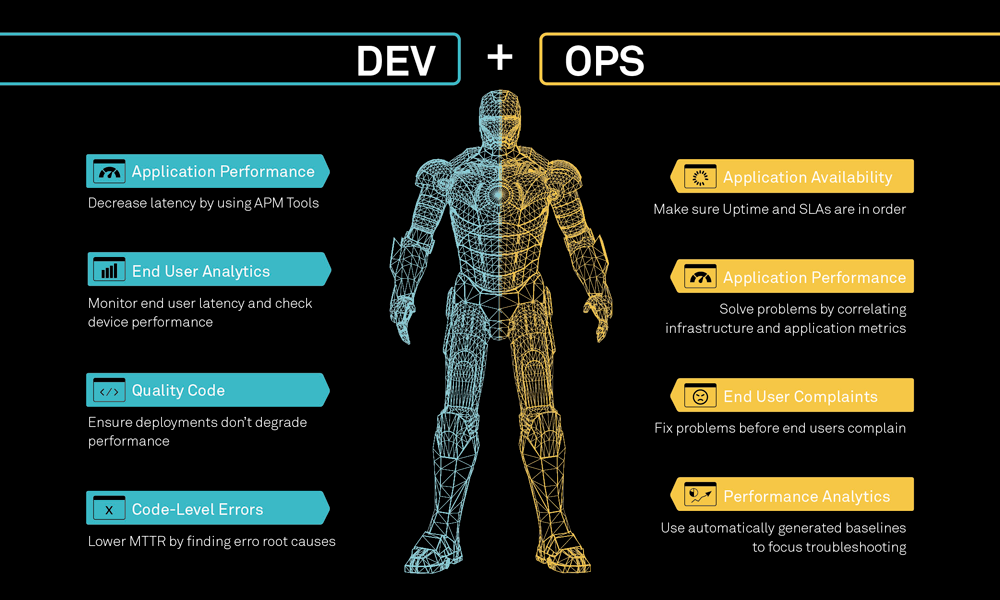 DEV + OPS
Application Performance
Decrease latency by using APM Tools
End User Analytics
Monitor end user latency and check
device performance
</> Quality Code
Ensure deployments don't degrade
performance
x Code-Level Errors
Lower MTTR by finding erro root causes
Application Availability
Make sure Uptime and SLAs are in order
Application Performance
Solve problems by correlating
infrastructure and application metrics
End User Complaints
Fix problems before end users complain
Performance Analytics
Use automatically generated baselines
to focus troubleshooting